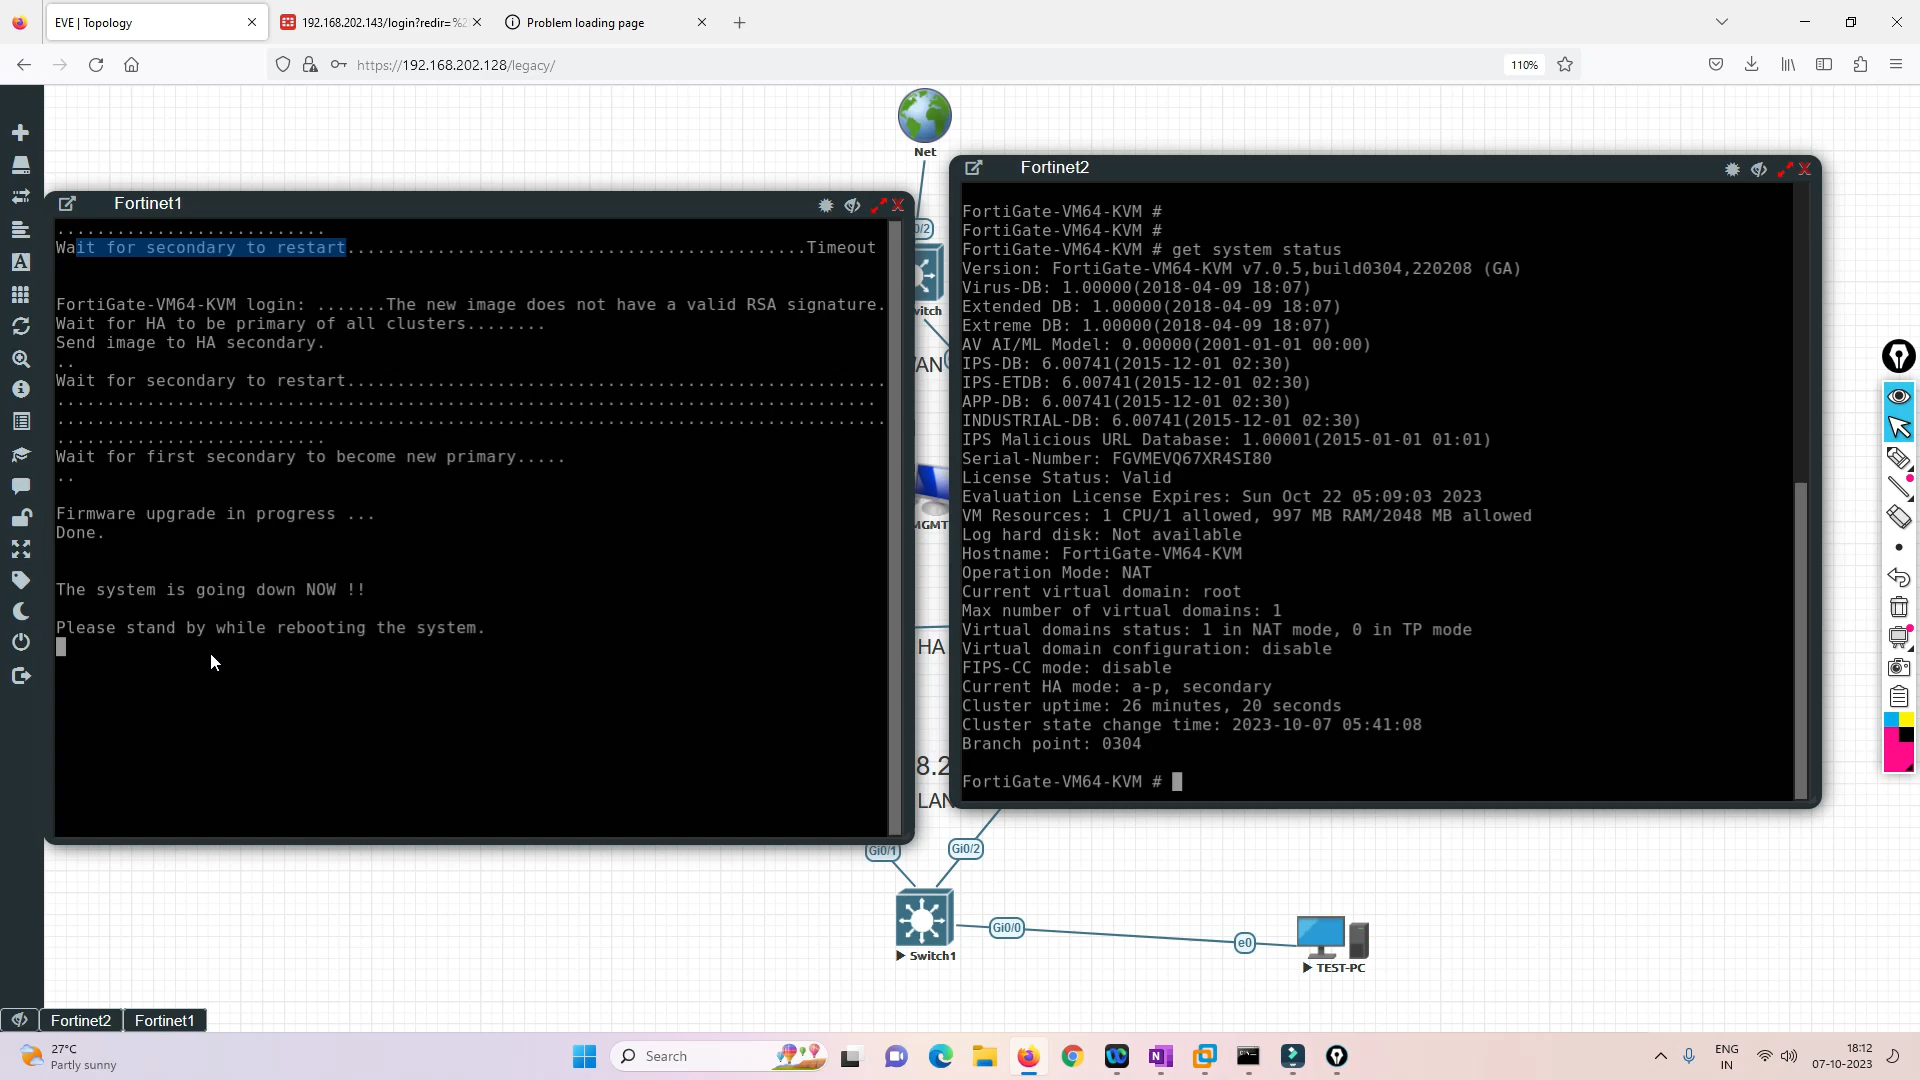 EVE | Topology
192.168.202.143/login?redir=%2
Problem loading page
https://192.168.202.128/legacy/
110%
Net
Fortinet1
Wait for secondary to restart..............................................Timeout
FortiGate-VM64-KVM login: .......The new image does not have a valid RSA signature.
Wait for HA to be primary of all clusters........
Send image to HA secondary.
..
Wait for secondary to restart......................................................
Wait for first secondary to become new primary.....
..
Firmware upgrade in progress ...
Done.
The system is going down NOW !!
Please stand by while rebooting the system.
Fortinet2
FortiGate-VM64-KVM #
FortiGate-VM64-KVM #
FortiGate-VM64-KVM # get system status
Version: FortiGate-VM64-KVM v7.0.5,build0304,220208 (GA)
Virus-DB: 1.00000(2018-04-09 18:07)
Extended DB: 1.00000(2018-04-09 18:07)
Extreme DB: 1.00000(2018-04-09 18:07)
AV AI/ML Model: 0.00000(2001-01-01 00:00)
IPS-DB: 6.00741(2015-12-01 02:30)
IPS-ETDB: 6.00741(2015-12-01 02:30)
APP-DB: 6.00741(2015-12-01 02:30)
INDUSTRIAL-DB: 6.00741(2015-12-01 02:30)
IPS Malicious URL Database: 1.00001(2015-01-01 01:01)
Serial-Number: FGVMEVQ67XR4SI80
License Status: Valid
Evaluation License Expires: Sun Oct 22 05:09:03 2023
VM Resources: 1 CPU/1 allowed, 997 MB RAM/2048 MB allowed
Log hard disk: Not available
Hostname: FortiGate-VM64-KVM
Operation Mode: NAT
Current virtual domain: root
Max number of virtual domains: 1
Virtual domains status: 1 in NAT mode, 0 in TP mode
Virtual domain configuration: disable
FIPS-CC mode: disable
Current HA mode: a-p, secondary
Cluster uptime: 26 minutes, 20 seconds
Cluster state change time: 2023-10-07 05:41:08
Branch point: 0304
FortiGate-VM64-KVM #
0/2
vitch
AN
MGMT
HA
8.2
LAN
Gi0/1
Gi0/2
Gi0/0
e0
Switch1
TEST-PC
Fortinet2
Fortinet1
27°C
Partly sunny
Search
ENG
IN
18:12
07-10-2023